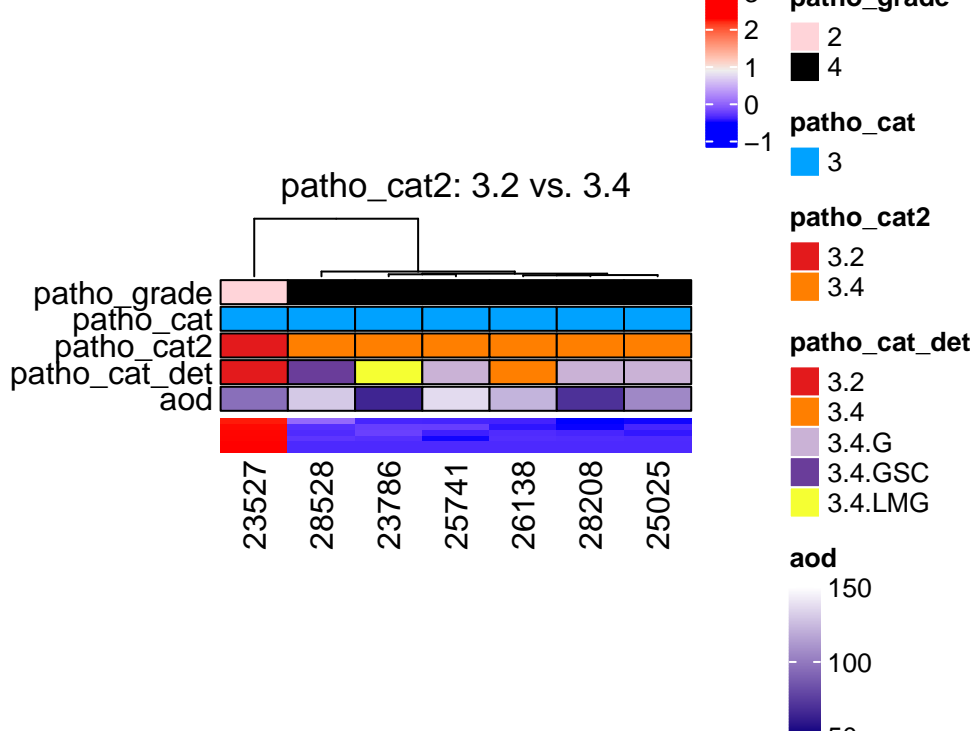 patho_cat2: 3.2 vs. 3.4
patho_grade
patho_cat
patho_cat2
patho_cat_det
aod
23527
28528
23786
25741
26138
28208
25025
2
1
0
−1
patho_grade
2
4
patho_cat
3
patho_cat2
3.2
3.4
patho_cat_det
3.2
3.4
3.4.G
3.4.GSC
3.4.LMG
aod
150
100